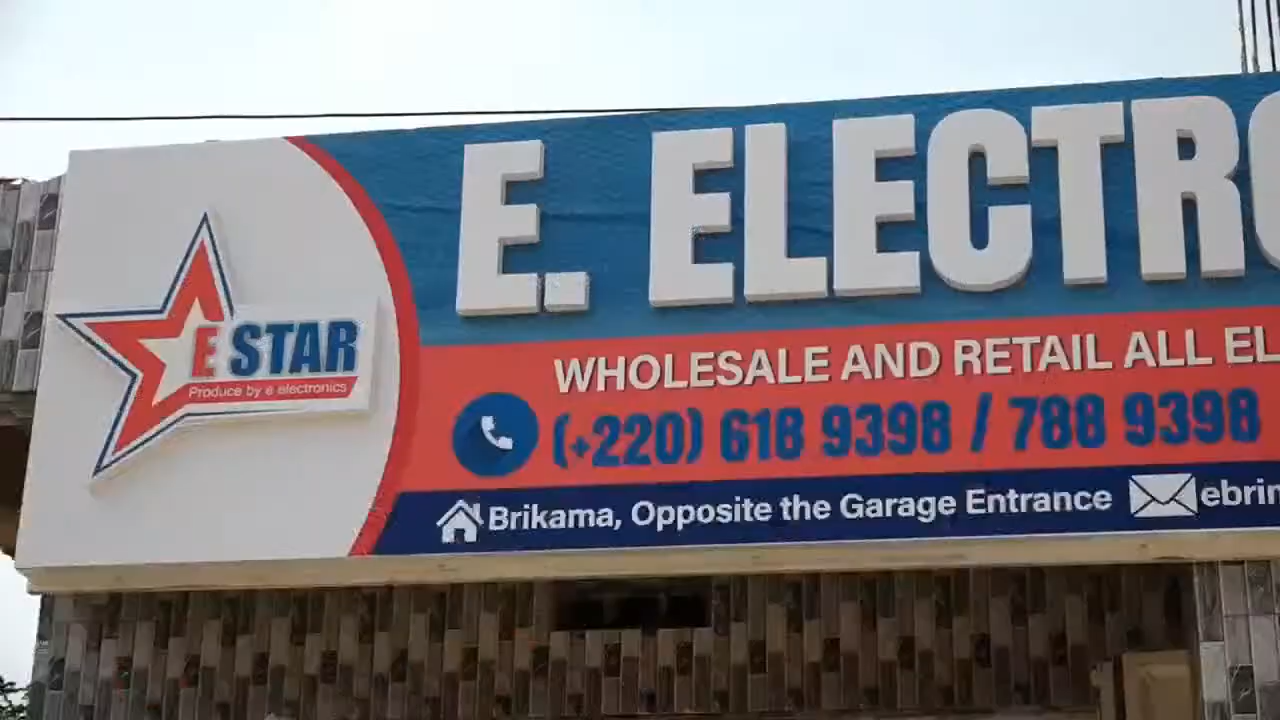 E. ELECTR
E STAR
Produce by e electronics
WHOLESALE AND RETAIL ALL EL
(+220) 618 9398 / 788 9398
Brikama, Opposite the Garage Entrance
ebrim